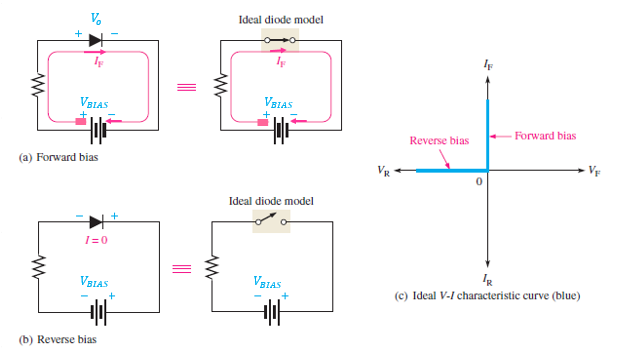 Vo
+ −
IF
VBIAS
+ −
(a) Forward bias
Ideal diode model
IF
VBIAS
+ −
− +
I = 0
VBIAS
− +
(b) Reverse bias
Ideal diode model
VBIAS
− +
IF
Reverse bias
Forward bias
VR
VF
0
IR
(c) Ideal V-I characteristic curve (blue)